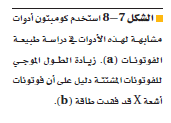 ■ الشكل 7–8 استخدم كومبتون أدوات
مشابهة لهذه الأدوات في دراسة طبيعة
الفوتونات (a). زيادة الطول الموجي
للفوتونات المشتتة دليل على أن فوتونات
أشعة X قد فقدت طاقة (b).